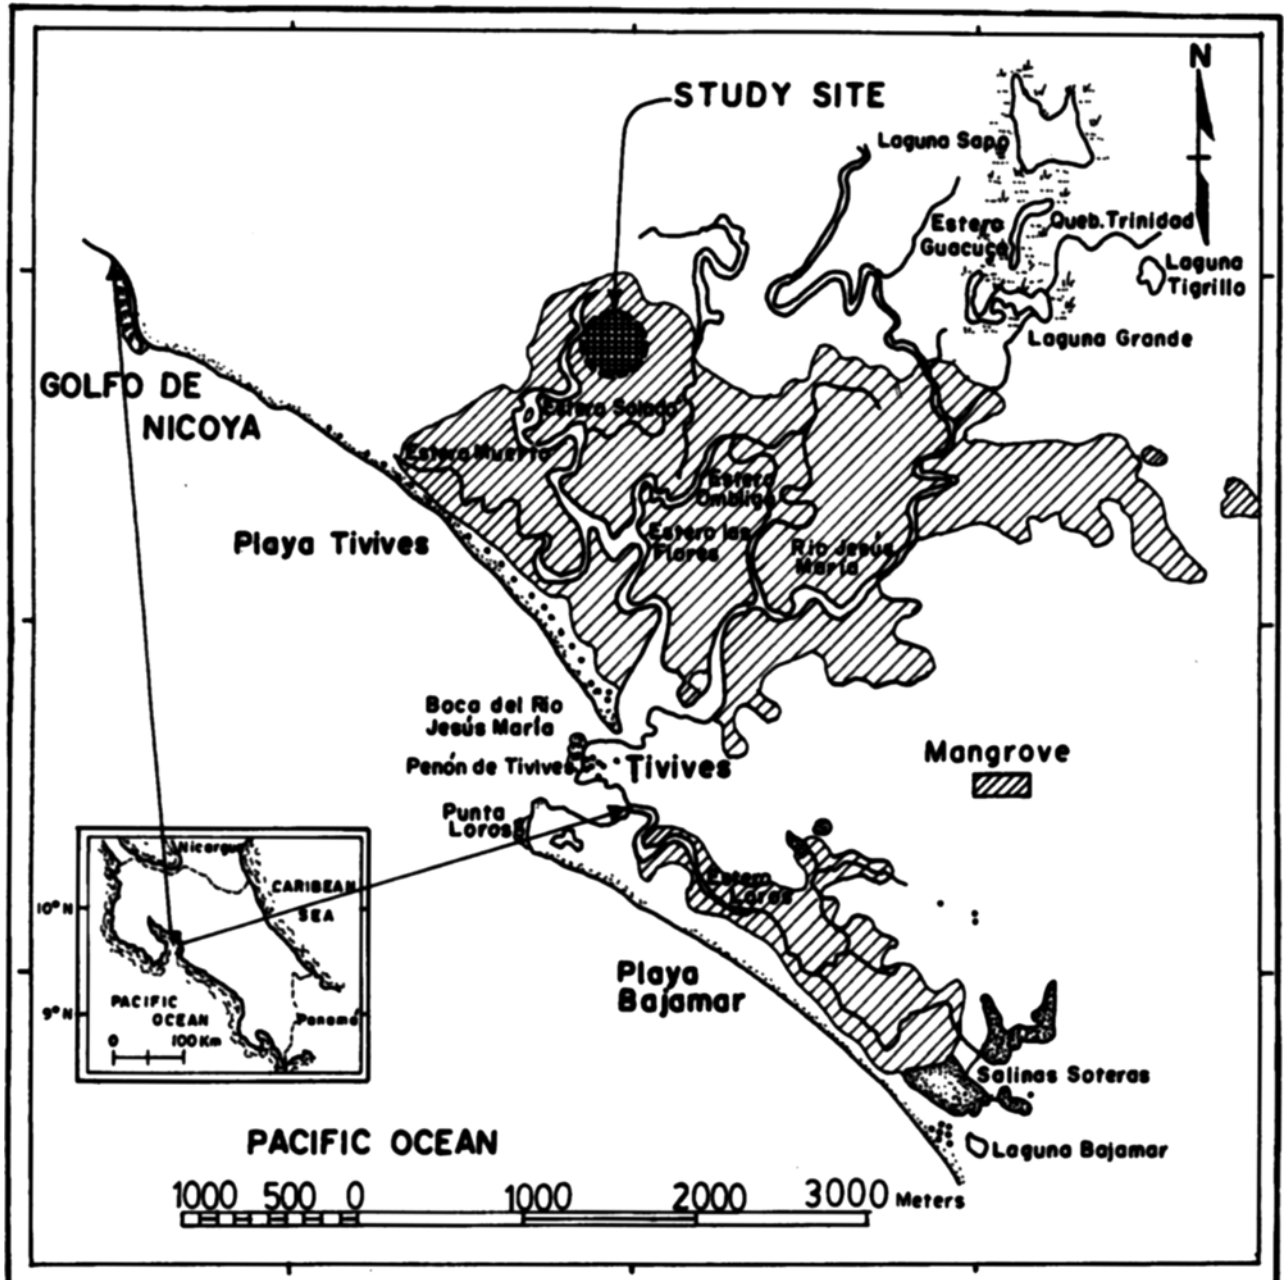 N
STUDY SITE
Laguna Sapo
Estero
Guacuco
Queb. Trinidad
Laguna
Tigrillo
Laguna Grande
GOLFO DE
NICOYA
Estero Solado
Estero Muerto
Estero
Ombligo
Estero las
Flores
Rio Jesús
María
Playa Tivives
Boca del Rio
Jesús María
Penón de Tivives
Tivives
Mangrove
Punta
Loros
Estero
Loros
Nicaragua
CARIBEAN
SEA
10° N
9° N
PACIFIC
OCEAN
Panamá
0 100 Km
Playa
Bajamar
Salinas Soteras
Laguna Bajamar
PACIFIC OCEAN
1000 500 0 1000 2000 3000 Meters